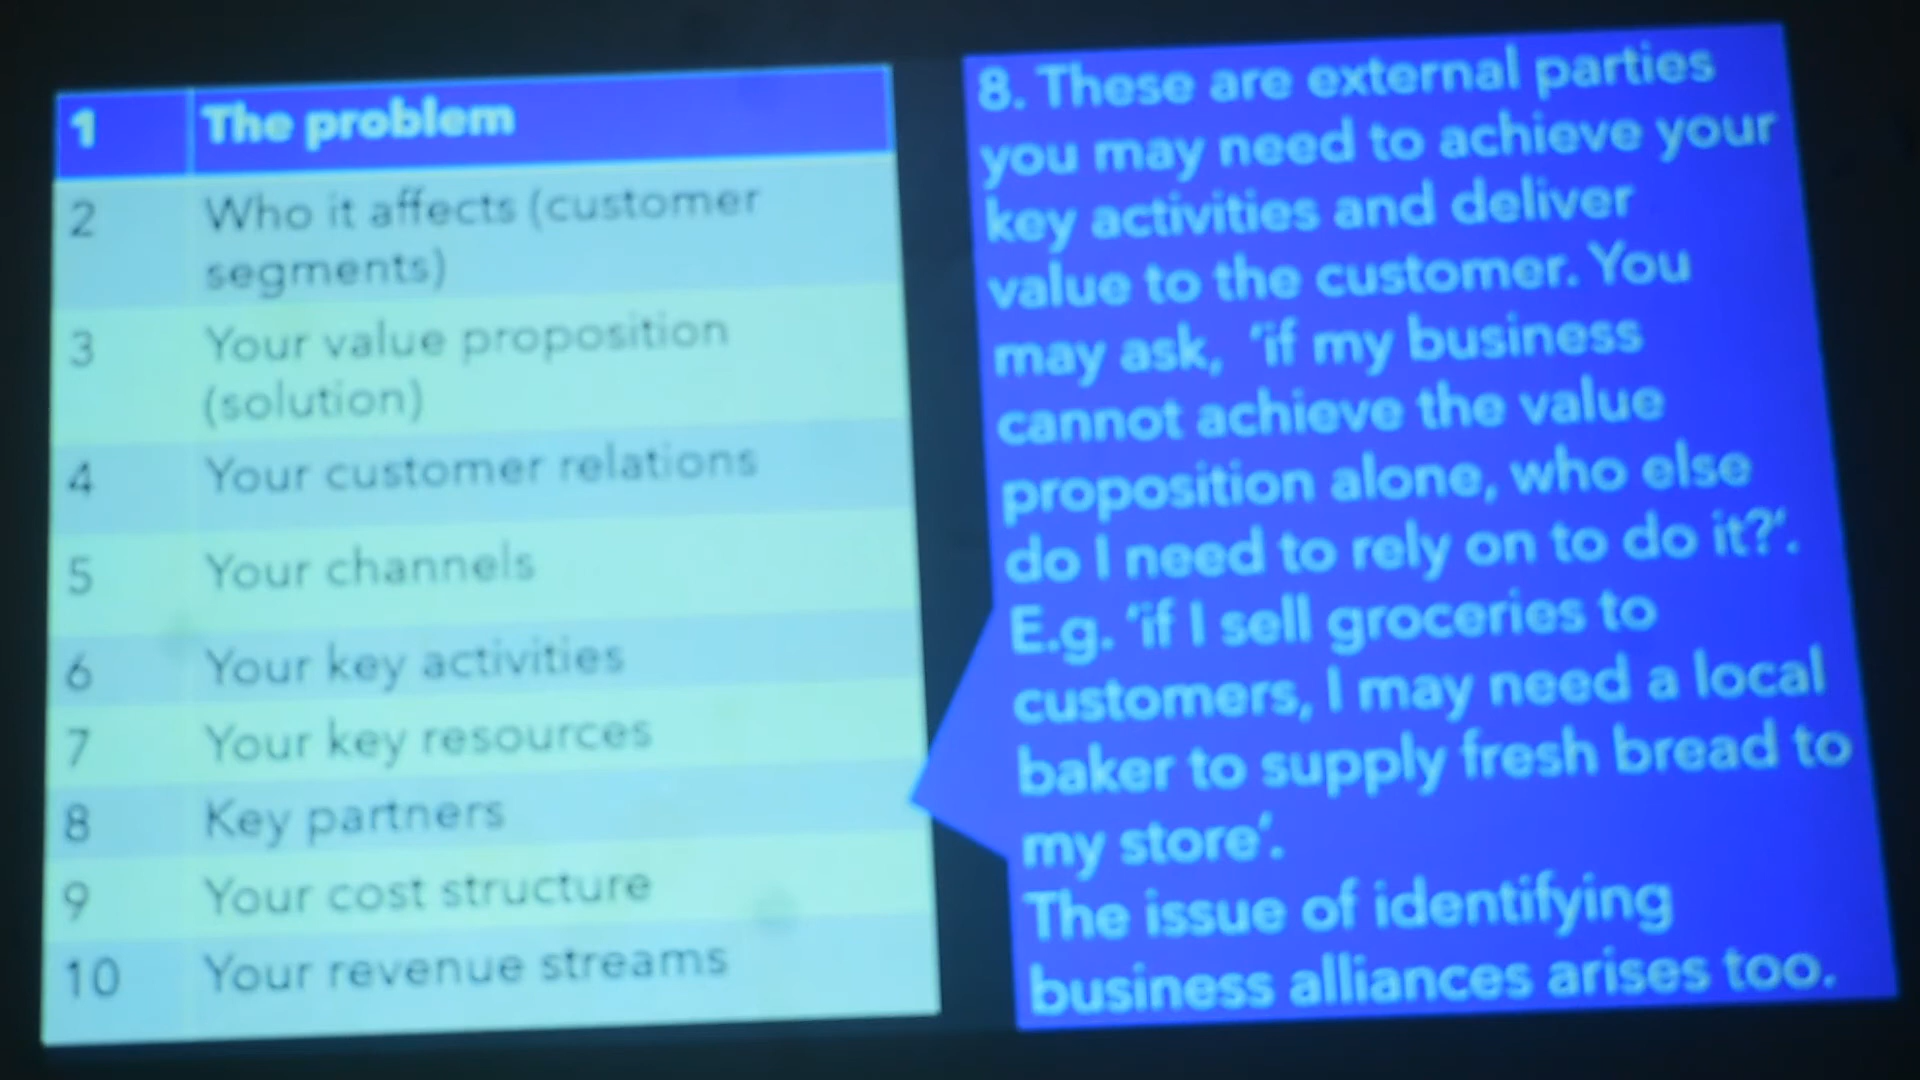 1 The problem
2 Who it affects (customer
segments)
3 Your value proposition
(solution)
4 Your customer relations
5 Your channels
6 Your key activities
7 Your key resources
8 Key partners
9 Your cost structure
10 Your revenue streams
8. These are external parties
you may need to achieve your
key activities and deliver
value to the customer. You
may ask, ‘if my business
cannot achieve the value
proposition alone, who else
do I need to rely on to do it?’.
E.g. ‘if I sell groceries to
customers, I may need a local
baker to supply fresh bread to
my store’.
The issue of identifying
business alliances arises too.